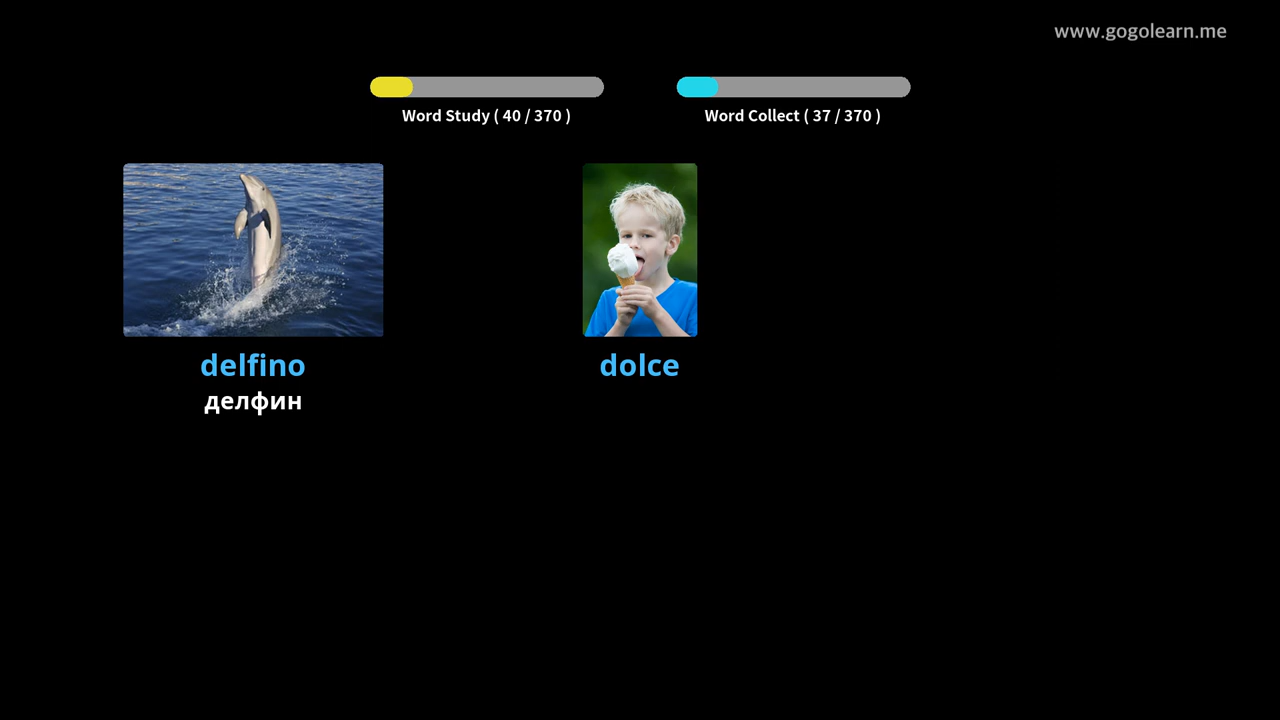 www.gogolearn.me
Word Study ( 40 / 370 )
Word Collect ( 37 / 370 )
delfino
делфин
dolce